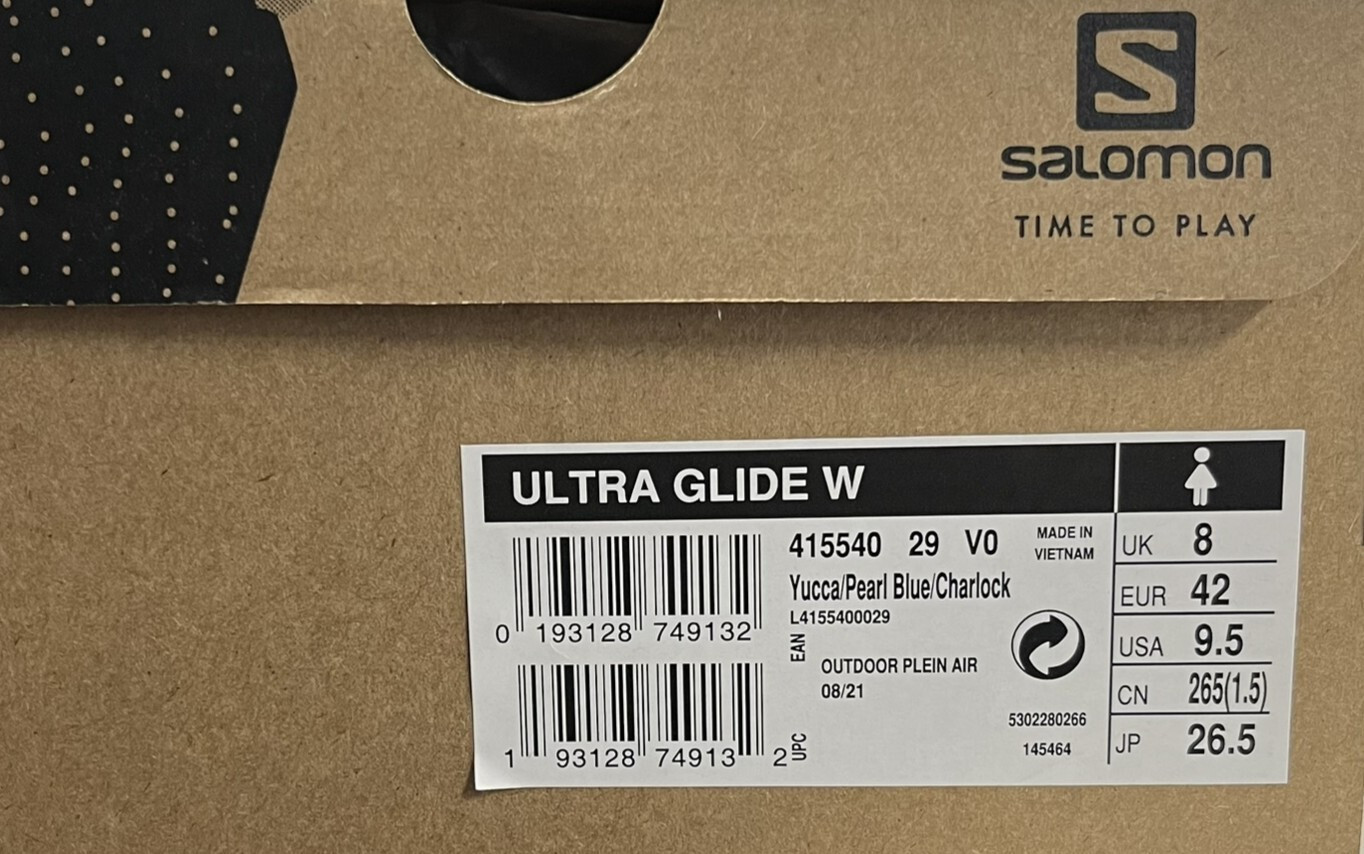 S
SALOMON
TIME TO PLAY
ULTRA GLIDE W
415540 29 V0
MADE IN
VIETNAM
Yucca/Pearl Blue/Charlock
L4155400029
0 193128 749132
EAN
OUTDOOR PLEIN AIR
08/21
5302280266
145464
1 93128 74913 2
UPC
UK 8
EUR 42
USA 9.5
CN 265(1.5)
JP 26.5